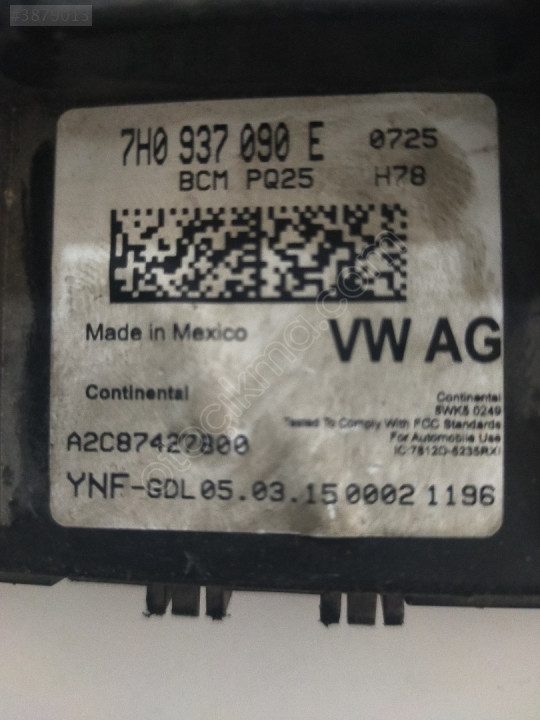 #3879013
7H0 937 090 E 0725
BCM PQ25 H78
Made in Mexico VW AG
Continental
Continental
5WK5 0249
Tested To Comply With FCC Standards
For Automobile Use
A2C87427800
YNF-GDL 05.03.15 0002 1196